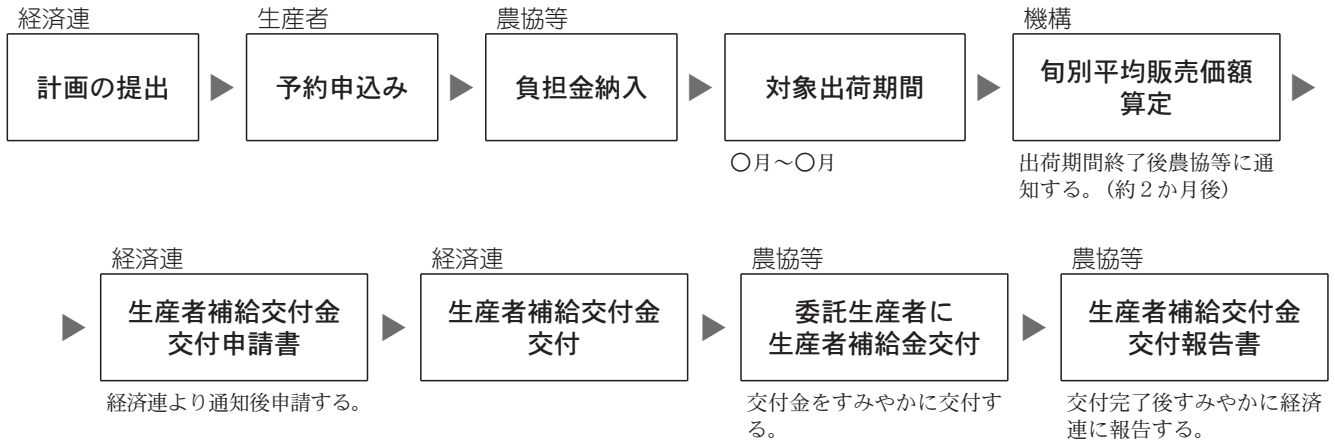 経済連
計画の提出
生産者
予約申込み
農協等
負担金納入
対象出荷期間
〇月～〇月
機構
旬別平均販売価額
算定
出荷期間終了後農協等に通
知する。(約２か月後)
経済連
生産者補給交付金
交付申請書
経済連より通知後申請する。
経済連
生産者補給交付金
交付
農協等
委託生産者に
生産者補給金交付
交付金をすみやかに交付す
る。
農協等
生産者補給交付金
交付報告書
交付完了後すみやかに経済
連に報告する。